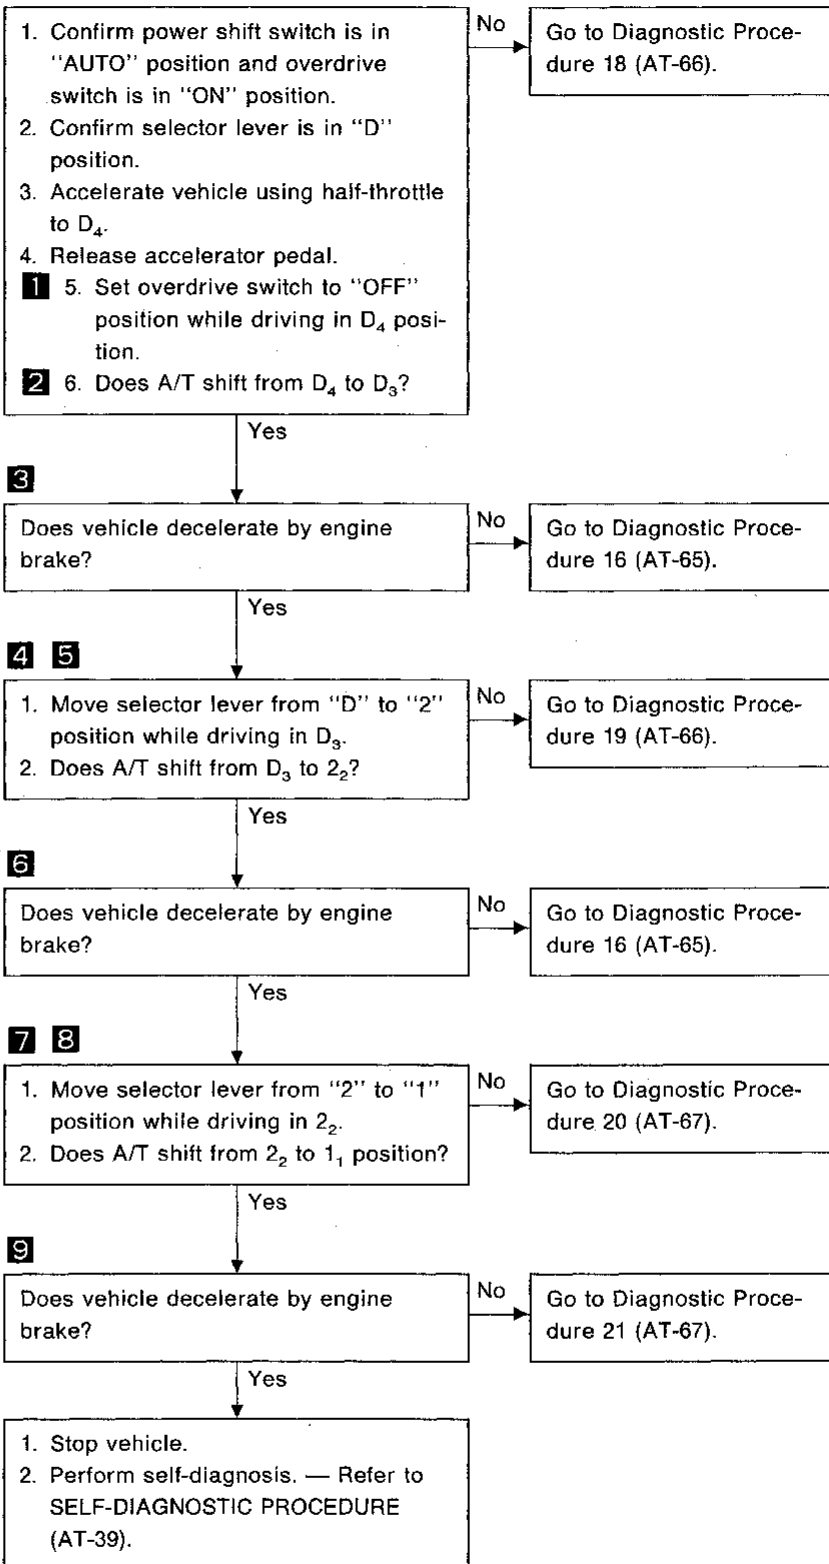 1. Confirm power shift switch is in
"AUTO" position and overdrive
switch is in "ON" position.
2. Confirm selector lever is in "D"
position.
3. Accelerate vehicle using half-throttle
to D₄.
4. Release accelerator pedal.
1 5. Set overdrive switch to "OFF"
position while driving in D₄ posi-
tion.
2 6. Does A/T shift from D₄ to D₃?
No
Go to Diagnostic Proce-
dure 18 (AT-66).
Yes
3
Does vehicle decelerate by engine
brake?
No
Go to Diagnostic Proce-
dure 16 (AT-65).
Yes
4 5
1. Move selector lever from "D" to "2"
position while driving in D₃.
2. Does A/T shift from D₃ to 2₂?
No
Go to Diagnostic Proce-
dure 19 (AT-66).
Yes
6
Does vehicle decelerate by engine
brake?
No
Go to Diagnostic Proce-
dure 16 (AT-65).
Yes
7 8
1. Move selector lever from "2" to "1"
position while driving in 2₂.
2. Does A/T shift from 2₂ to 1₁ position?
No
Go to Diagnostic Proce-
dure 20 (AT-67).
Yes
9
Does vehicle decelerate by engine
brake?
No
Go to Diagnostic Proce-
dure 21 (AT-67).
Yes
1. Stop vehicle.
2. Perform self-diagnosis. — Refer to
SELF-DIAGNOSTIC PROCEDURE
(AT-39).